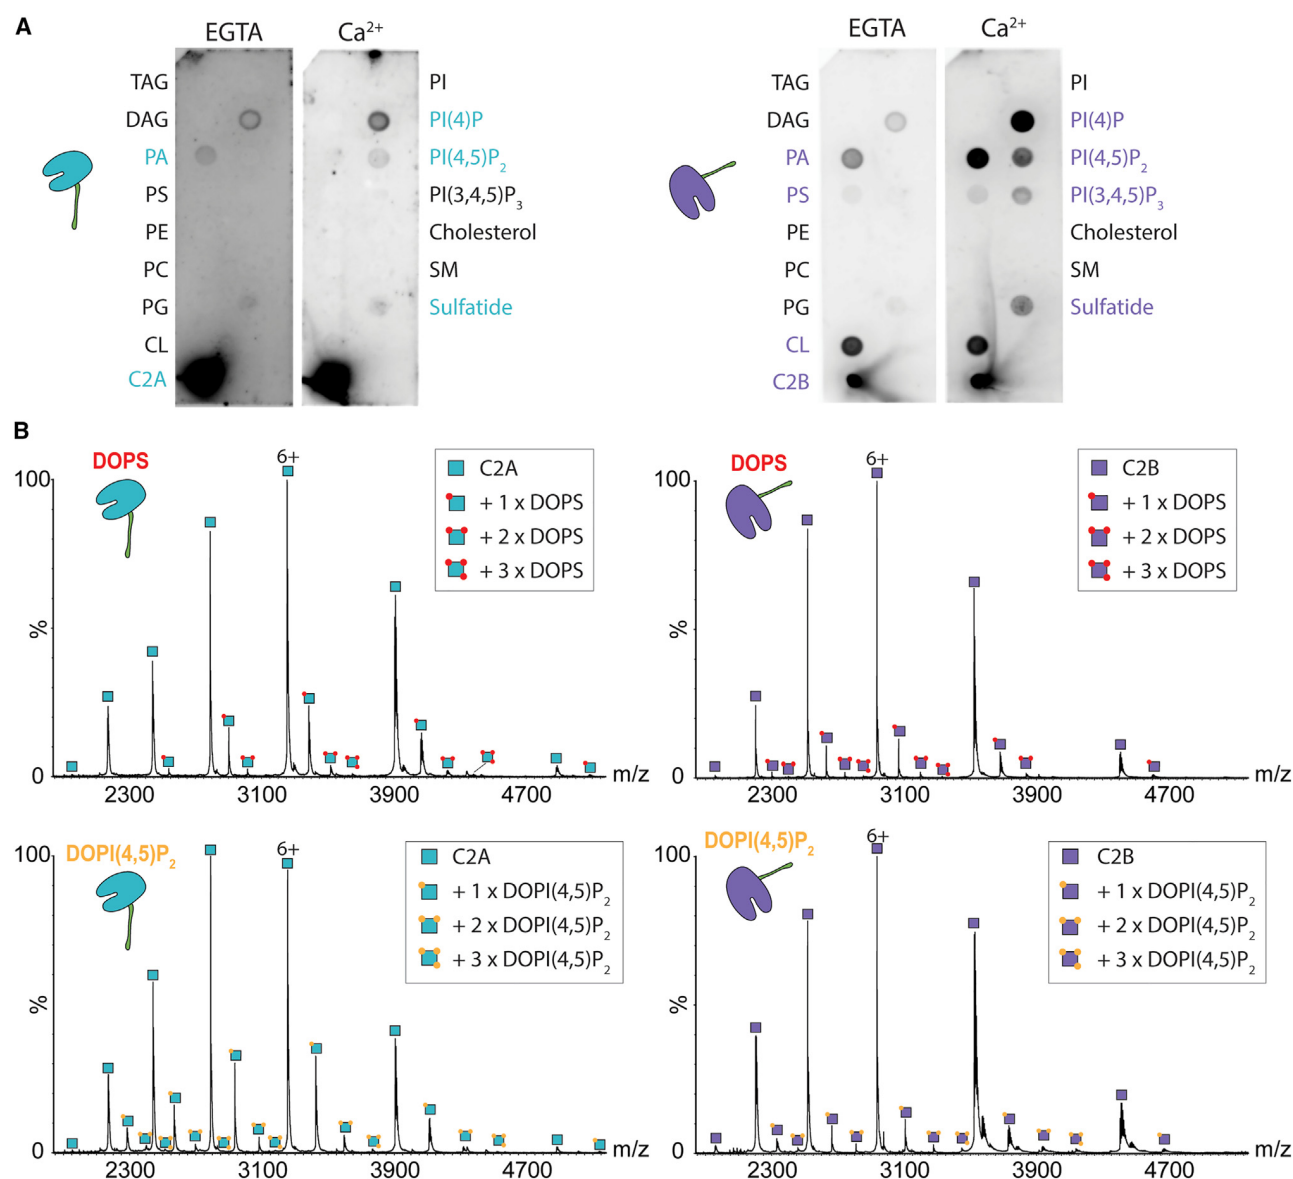 A
EGTA
Ca2+
TAG
DAG
PA
PS
PE
PC
PG
CL
C2A
PI
PI(4)P
PI(4,5)P2
PI(3,4,5)P3
Cholesterol
SM
Sulfatide
EGTA
Ca2+
TAG
DAG
PA
PS
PE
PC
PG
CL
C2B
PI
PI(4)P
PI(4,5)P2
PI(3,4,5)P3
Cholesterol
SM
Sulfatide
B
DOPS
6+
100
%
0
2300 3100 3900 4700 m/z
C2A
+ 1 x DOPS
+ 2 x DOPS
+ 3 x DOPS
DOPS
6+
100
%
0
2300 3100 3900 4700 m/z
C2B
+ 1 x DOPS
+ 2 x DOPS
+ 3 x DOPS
DOPI(4,5)P2
6+
100
%
0
2300 3100 3900 4700 m/z
C2A
+ 1 x DOPI(4,5)P2
+ 2 x DOPI(4,5)P2
+ 3 x DOPI(4,5)P2
DOPI(4,5)P2
6+
100
%
0
2300 3100 3900 4700 m/z
C2B
+ 1 x DOPI(4,5)P2
+ 2 x DOPI(4,5)P2
+ 3 x DOPI(4,5)P2